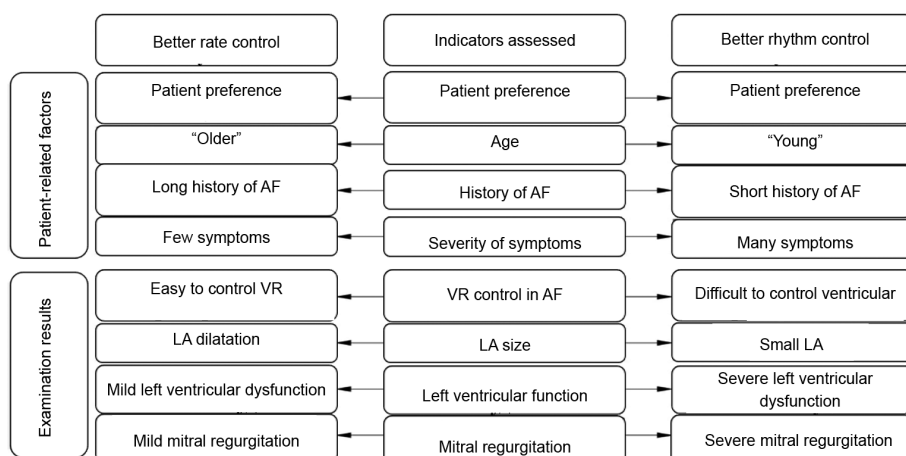 Better rate control
Indicators assessed
Better rhythm control
Patient-related factors
Patient preference
Patient preference
Patient preference
“Older”
Age
“Young”
Long history of AF
History of AF
Short history of AF
Few symptoms
Severity of symptoms
Many symptoms
Examination results
Easy to control VR
VR control in AF
Difficult to control ventricular
LA dilatation
LA size
Small LA
Mild left ventricular dysfunction
Left ventricular function
Severe left ventricular
dysfunction
Mild mitral regurgitation
Mitral regurgitation
Severe mitral regurgitation